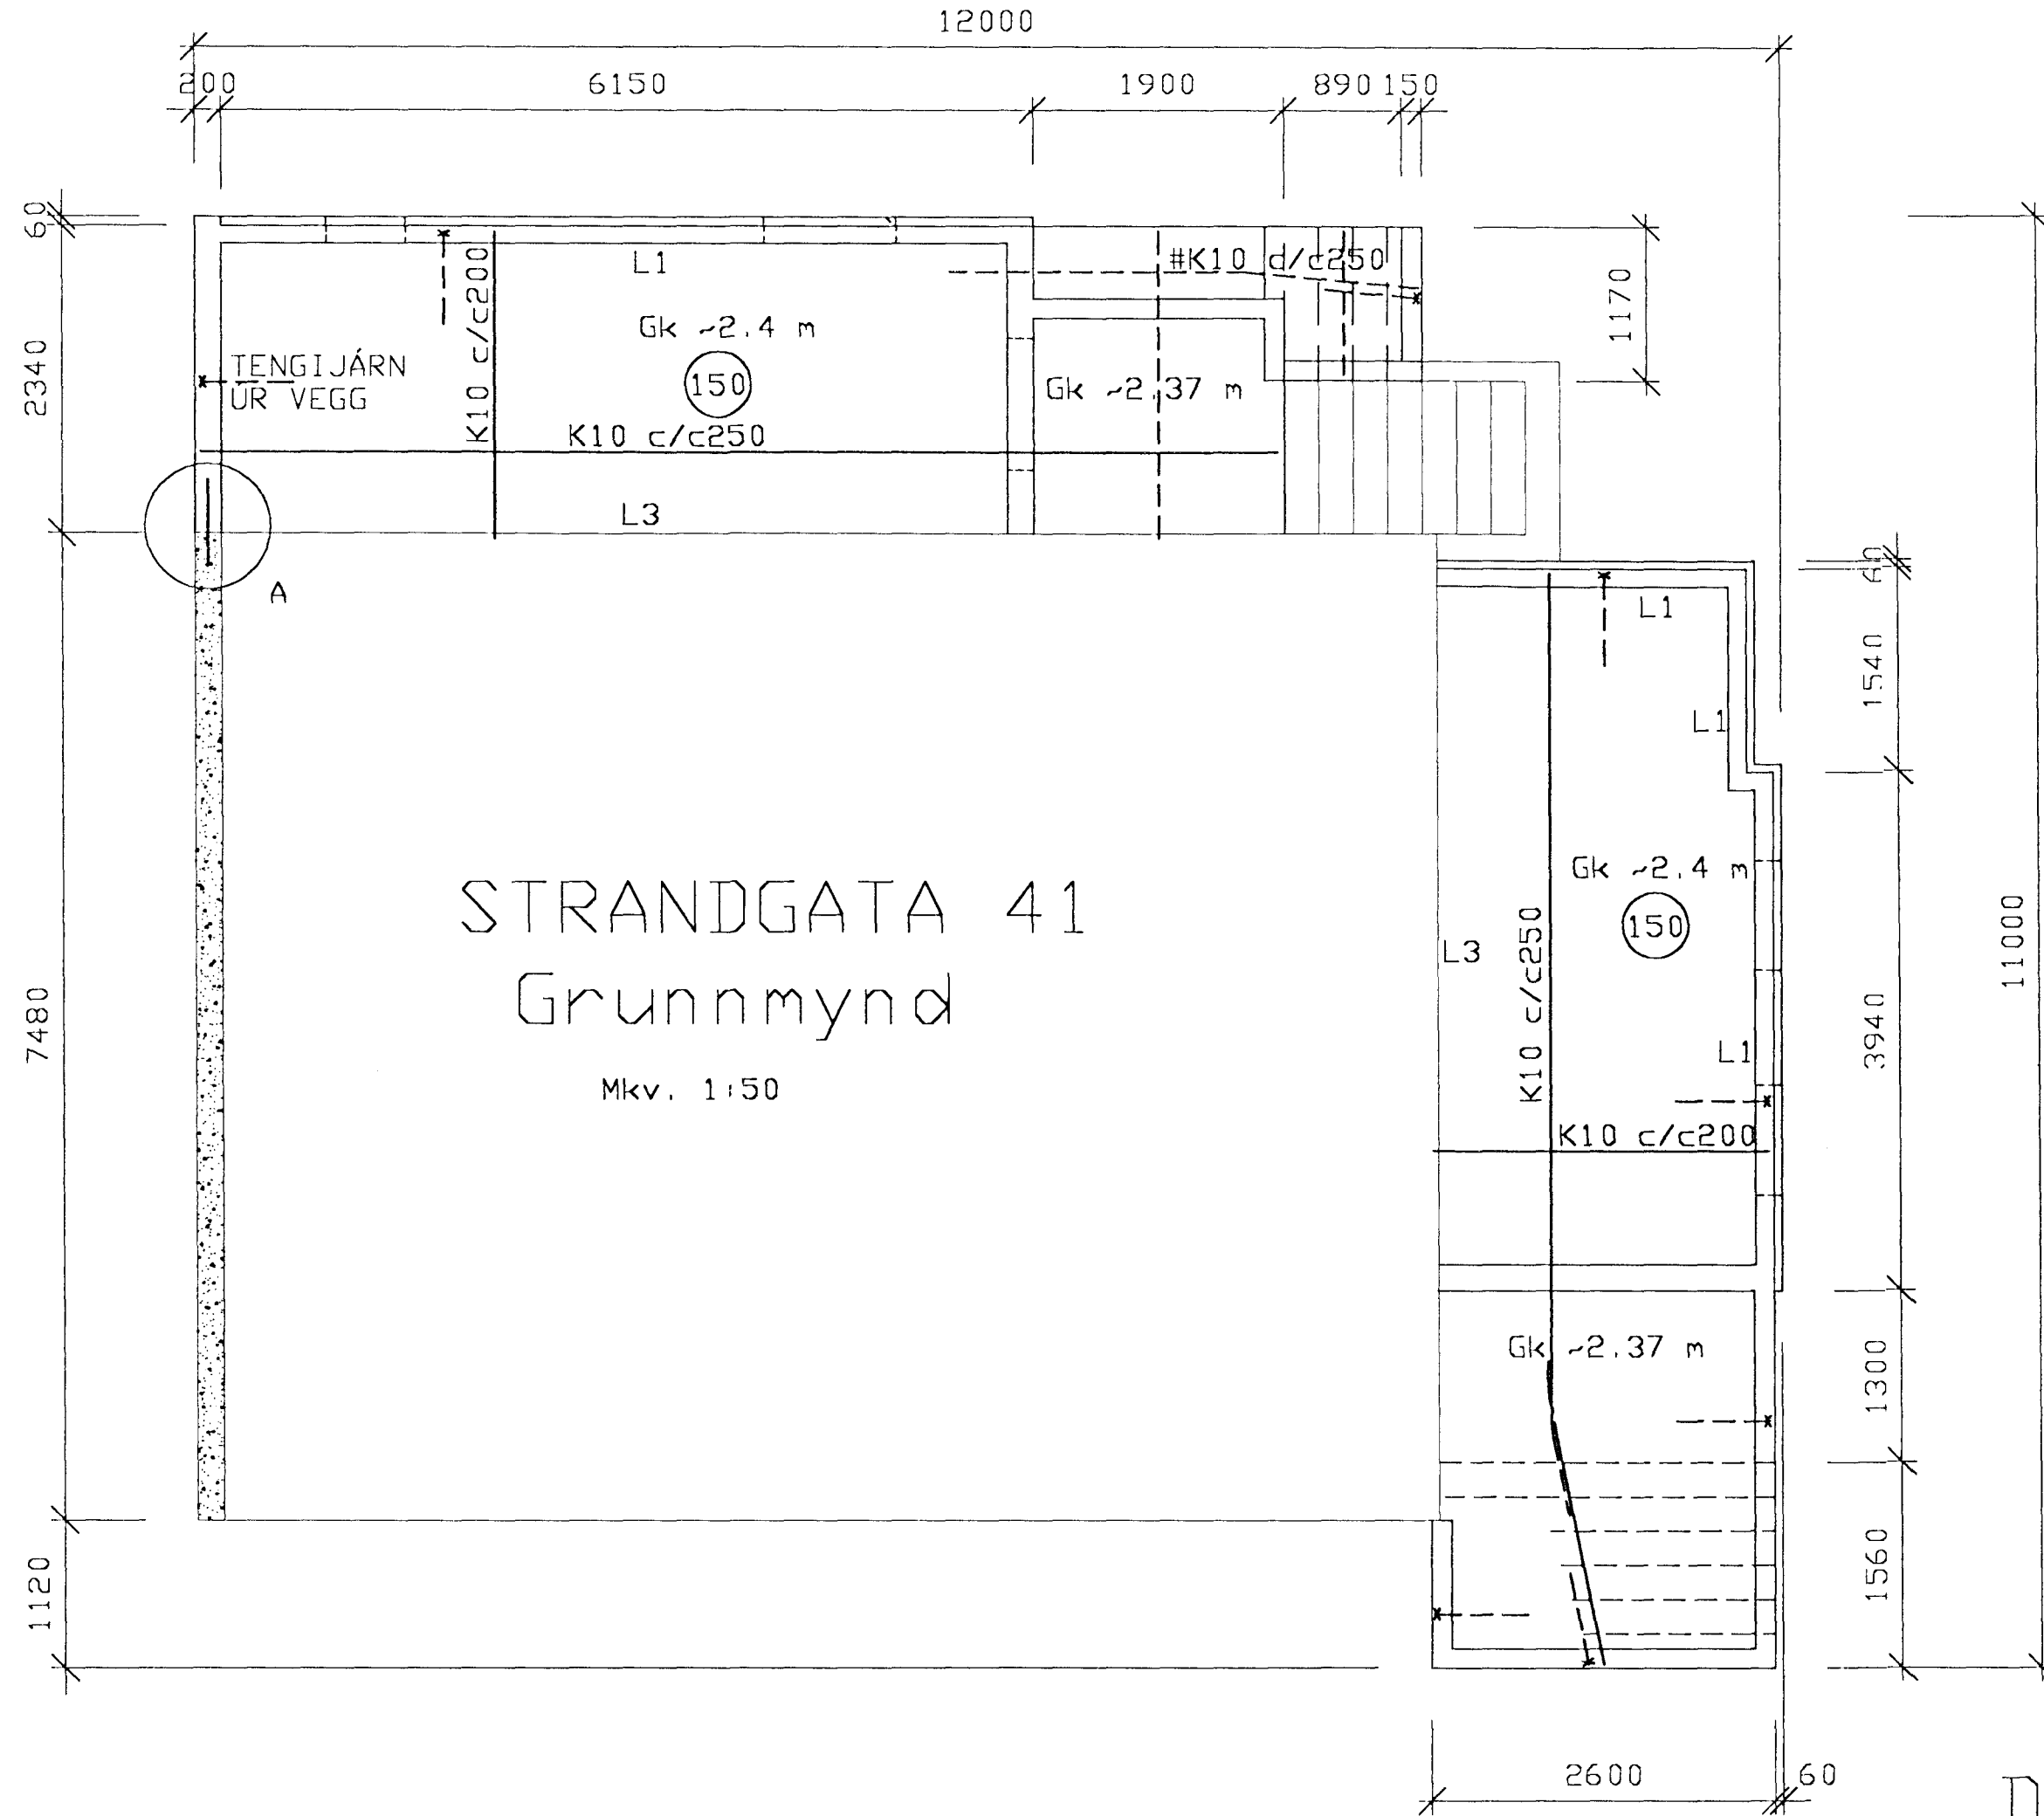 12000
200 6150 1900 890 150
60
2340
7480
1120
L1
K10 c/c200
#K10 d/c250
1170
Gk ~2.4 m
150
TENGIJÁRN
ÚR VEGG
Gk ~2.37 m
K10 c/c250
L3
A
STRANDGATA 41
Grunnmynd
Mkv. 1:50
L1
L1
Gk ~2.4 m
150
L3
K10 c/c250
L1
K10 c/c200
Gk ~2.37 m
60
1540
3940
1300
1560
11000
2600 60